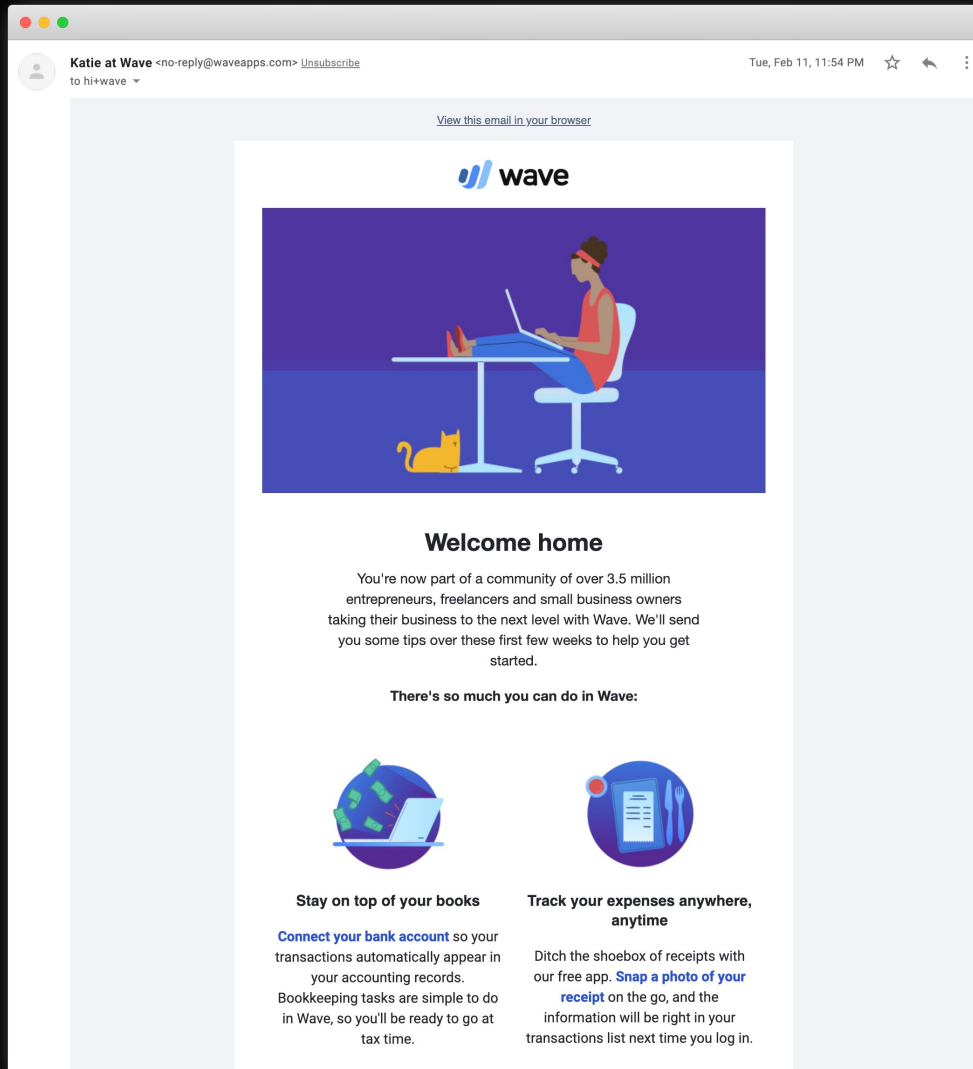 Katie at Wave <no-reply@waveapps.com> Unsubscribe
Tue, Feb 11, 11:54 PM
to hi+wave
View this email in your browser
wave
Welcome home
You're now part of a community of over 3.5 million
entrepreneurs, freelancers and small business owners
taking their business to the next level with Wave. We'll send
you some tips over these first few weeks to help you get
started.
There's so much you can do in Wave:
Stay on top of your books
Connect your bank account so your
transactions automatically appear in
your accounting records.
Bookkeeping tasks are simple to do
in Wave, so you'll be ready to go at
tax time.
Track your expenses anywhere,
anytime
Ditch the shoebox of receipts with
our free app. Snap a photo of your
receipt on the go, and the
information will be right in your
transactions list next time you log in.